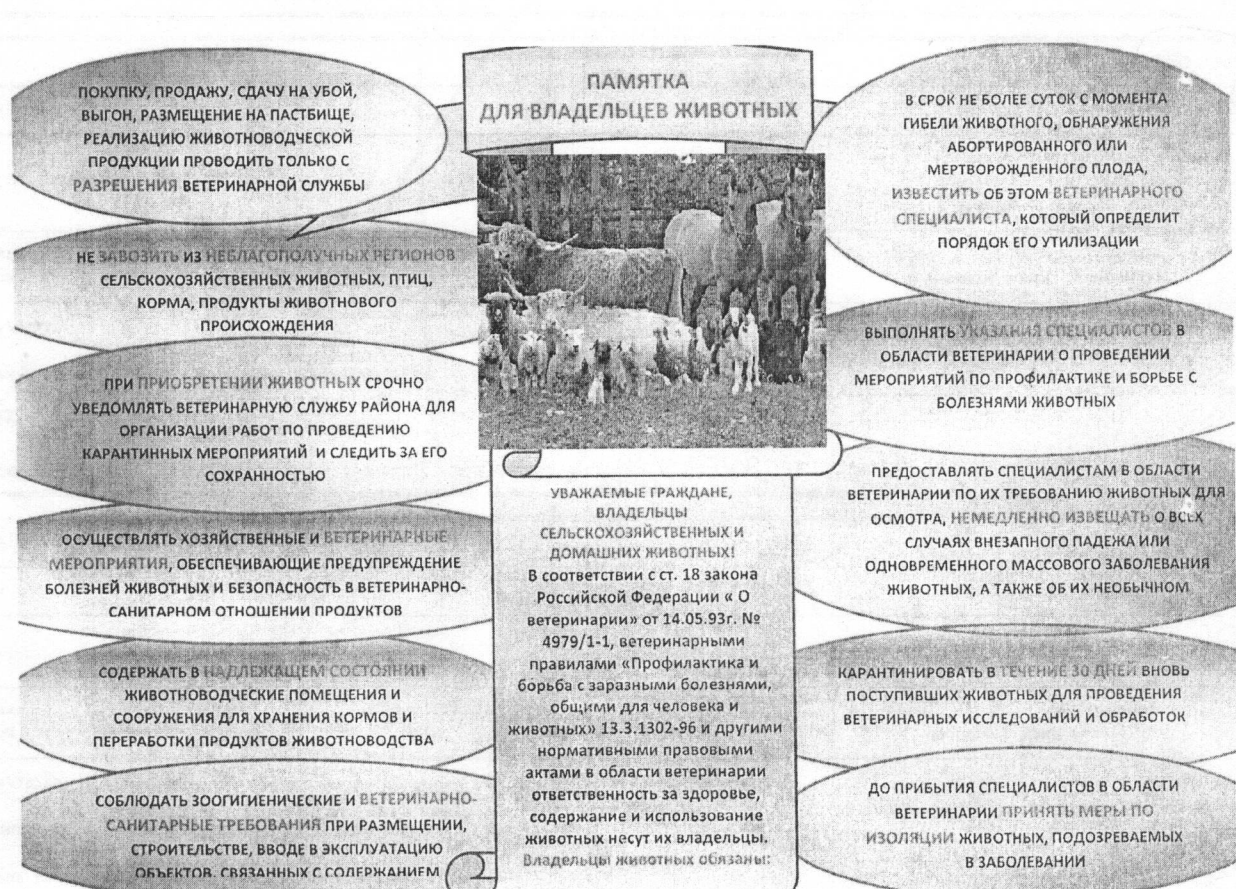 ПАМЯТКА
ДЛЯ ВЛАДЕЛЬЦЕВ ЖИВОТНЫХ
ПОКУПКУ, ПРОДАЖУ, СДАЧУ НА УБОЙ,
ВЫГОН, РАЗМЕЩЕНИЕ НА ПАСТБИЩЕ,
РЕАЛИЗАЦИЮ ЖИВОТНОВОДЧЕСКОЙ
ПРОДУКЦИИ ПРОВОДИТЬ ТОЛЬКО С
РАЗРЕШЕНИЯ ВЕТЕРИНАРНОЙ СЛУЖБЫ
НЕ ЗАВОЗИТЬ ИЗ НЕБЛАГОПОЛУЧНЫХ РЕГИОНОВ
СЕЛЬСКОХОЗЯЙСТВЕННЫХ ЖИВОТНЫХ, ПТИЦ,
КОРМА, ПРОДУКТЫ ЖИВОТНОВОГО
ПРОИСХОЖДЕНИЯ
ПРИ ПРИОБРЕТЕНИИ ЖИВОТНЫХ СРОЧНО
УВЕДОМЛЯТЬ ВЕТЕРИНАРНУЮ СЛУЖБУ РАЙОНА ДЛЯ
ОРГАНИЗАЦИИ РАБОТ ПО ПРОВЕДЕНИЮ
КАРАНТИННЫХ МЕРОПРИЯТИЙ И СЛЕДИТЬ ЗА ЕГО
СОХРАННОСТЬЮ
ОСУЩЕСТВЛЯТЬ ХОЗЯЙСТВЕННЫЕ И ВЕТЕРИНАРНЫЕ
МЕРОПРИЯТИЯ, ОБЕСПЕЧИВАЮЩИЕ ПРЕДУПРЕЖДЕНИЕ
БОЛЕЗНЕЙ ЖИВОТНЫХ И БЕЗОПАСНОСТЬ В ВЕТЕРИНАРНО-
САНИТАРНОМ ОТНОШЕНИИ ПРОДУКТОВ
СОДЕРЖАТЬ В НАДЛЕЖАЩЕМ СОСТОЯНИИ
ЖИВОТНОВОДЧЕСКИЕ ПОМЕЩЕНИЯ И
СООРУЖЕНИЯ ДЛЯ ХРАНЕНИЯ КОРМОВ И
ПЕРЕРАБОТКИ ПРОДУКТОВ ЖИВОТНОВОДСТВА
СОБЛЮДАТЬ ЗООГИГИЕНИЧЕСКИЕ И ВЕТЕРИНАРНО-
САНИТАРНЫЕ ТРЕБОВАНИЯ ПРИ РАЗМЕЩЕНИИ,
СТРОИТЕЛЬСТВЕ, ВВОДЕ В ЭКСПЛУАТАЦИЮ
ОБЪЕКТОВ, СВЯЗАННЫХ С СОДЕРЖАНИЕМ
УВАЖАЕМЫЕ ГРАЖДАНЕ,
ВЛАДЕЛЬЦЫ
СЕЛЬСКОХОЗЯЙСТВЕННЫХ И
ДОМАШНИХ ЖИВОТНЫХ!
В соответствии с ст. 18 закона
Российской Федерации « О
ветеринарии» от 14.05.93г. №
4979/1-1, ветеринарными
правилами «Профилактика и
борьба с заразными болезнями,
общими для человека и
животных» 13.3.1302-96 и другими
нормативными правовыми
актами в области ветеринарии
ответственность за здоровье,
содержание и использование
животных несут их владельцы.
Владельцы животных обязаны:
В СРОК НЕ БОЛЕЕ СУТОК С МОМЕНТА
ГИБЕЛИ ЖИВОТНОГО, ОБНАРУЖЕНИЯ
АБОРТИРОВАННОГО ИЛИ
МЕРТВОРОЖДЕННОГО ПЛОДА,
ИЗВЕСТИТЬ ОБ ЭТОМ ВЕТЕРИНАРНОГО
СПЕЦИАЛИСТА, КОТОРЫЙ ОПРЕДЕЛИТ
ПОРЯДОК ЕГО УТИЛИЗАЦИИ
ВЫПОЛНЯТЬ УКАЗАНИЯ СПЕЦИАЛИСТОВ В
ОБЛАСТИ ВЕТЕРИНАРИИ О ПРОВЕДЕНИИ
МЕРОПРИЯТИЙ ПО ПРОФИЛАКТИКЕ И БОРЬБЕ С
БОЛЕЗНЯМИ ЖИВОТНЫХ
ПРЕДОСТАВЛЯТЬ СПЕЦИАЛИСТАМ В ОБЛАСТИ
ВЕТЕРИНАРИИ ПО ИХ ТРЕБОВАНИЮ ЖИВОТНЫХ ДЛЯ
ОСМОТРА, НЕМЕДЛЕННО ИЗВЕЩАТЬ О ВСЕХ
СЛУЧАЯХ ВНЕЗАПНОГО ПАДЕЖА ИЛИ
ОДНОВРЕМЕННОГО МАССОВОГО ЗАБОЛЕВАНИЯ
ЖИВОТНЫХ, А ТАКЖЕ ОБ ИХ НЕОБЫЧНОМ
КАРАНТИНИРОВАТЬ В ТЕЧЕНИЕ 30 ДНЕЙ ВНОВЬ
ПОСТУПИВШИХ ЖИВОТНЫХ ДЛЯ ПРОВЕДЕНИЯ
ВЕТЕРИНАРНЫХ ИССЛЕДОВАНИЙ И ОБРАБОТОК
ДО ПРИБЫТИЯ СПЕЦИАЛИСТОВ В ОБЛАСТИ
ВЕТЕРИНАРИИ ПРИНЯТЬ МЕРЫ ПО
ИЗОЛЯЦИИ ЖИВОТНЫХ, ПОДОЗРЕВАЕМЫХ
В ЗАБОЛЕВАНИИ